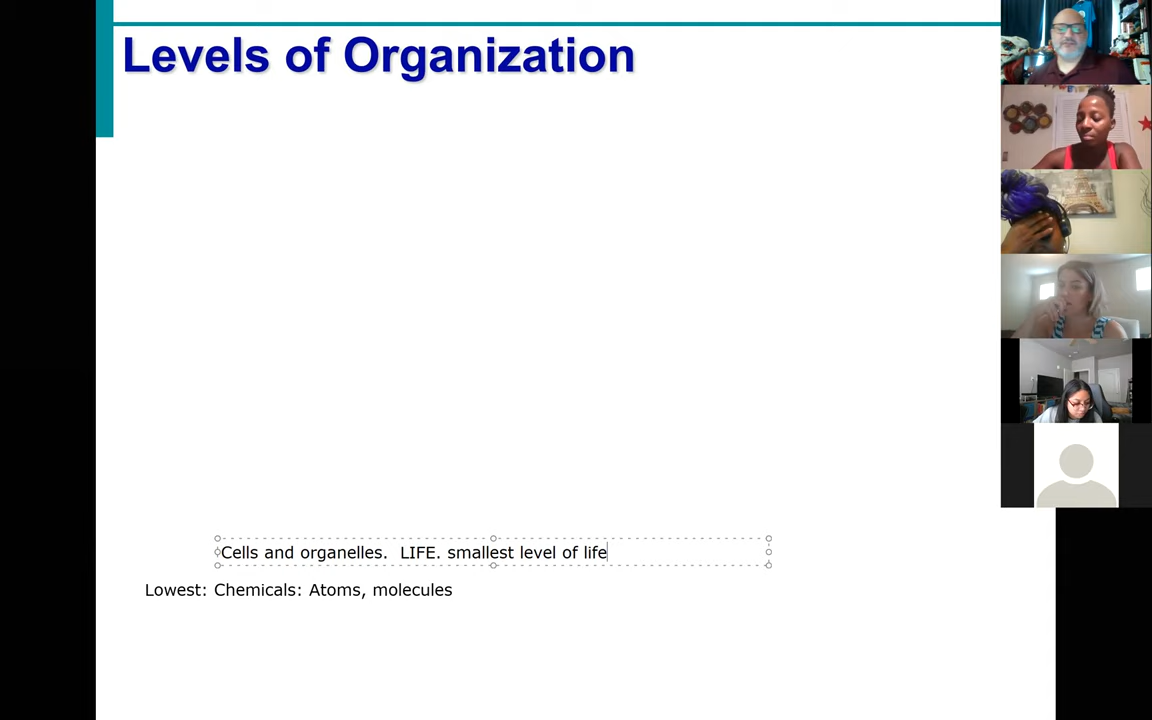 Levels of Organization
Cells and organelles.  LIFE. smallest level of life
Lowest: Chemicals: Atoms, molecules